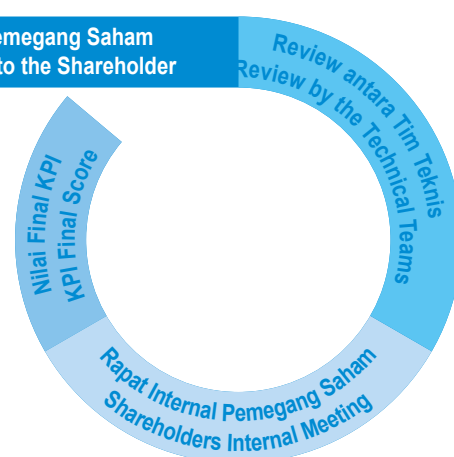 emegang Saham
to the Shareholder
Review antara Tim Teknis
Review by the Technical Teams
Rapat Internal Pemegang Saham
Shareholders Internal Meeting
Nilai Final KPI
KPI Final Score